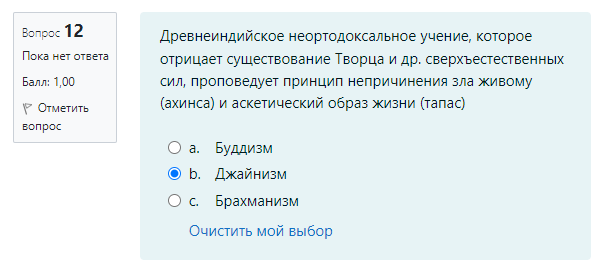 Вопрос 12
Пока нет ответа
Балл: 1,00
Отметить
вопрос
Древнеиндийское неортодоксальное учение, которое
отрицает существование Творца и др. сверхъестественных
сил, проповедует принцип непричинения зла живому
(ахинса) и аскетический образ жизни (тапас)
a. Буддизм
b. Джайнизм
c. Брахманизм
Очистить мой выбор